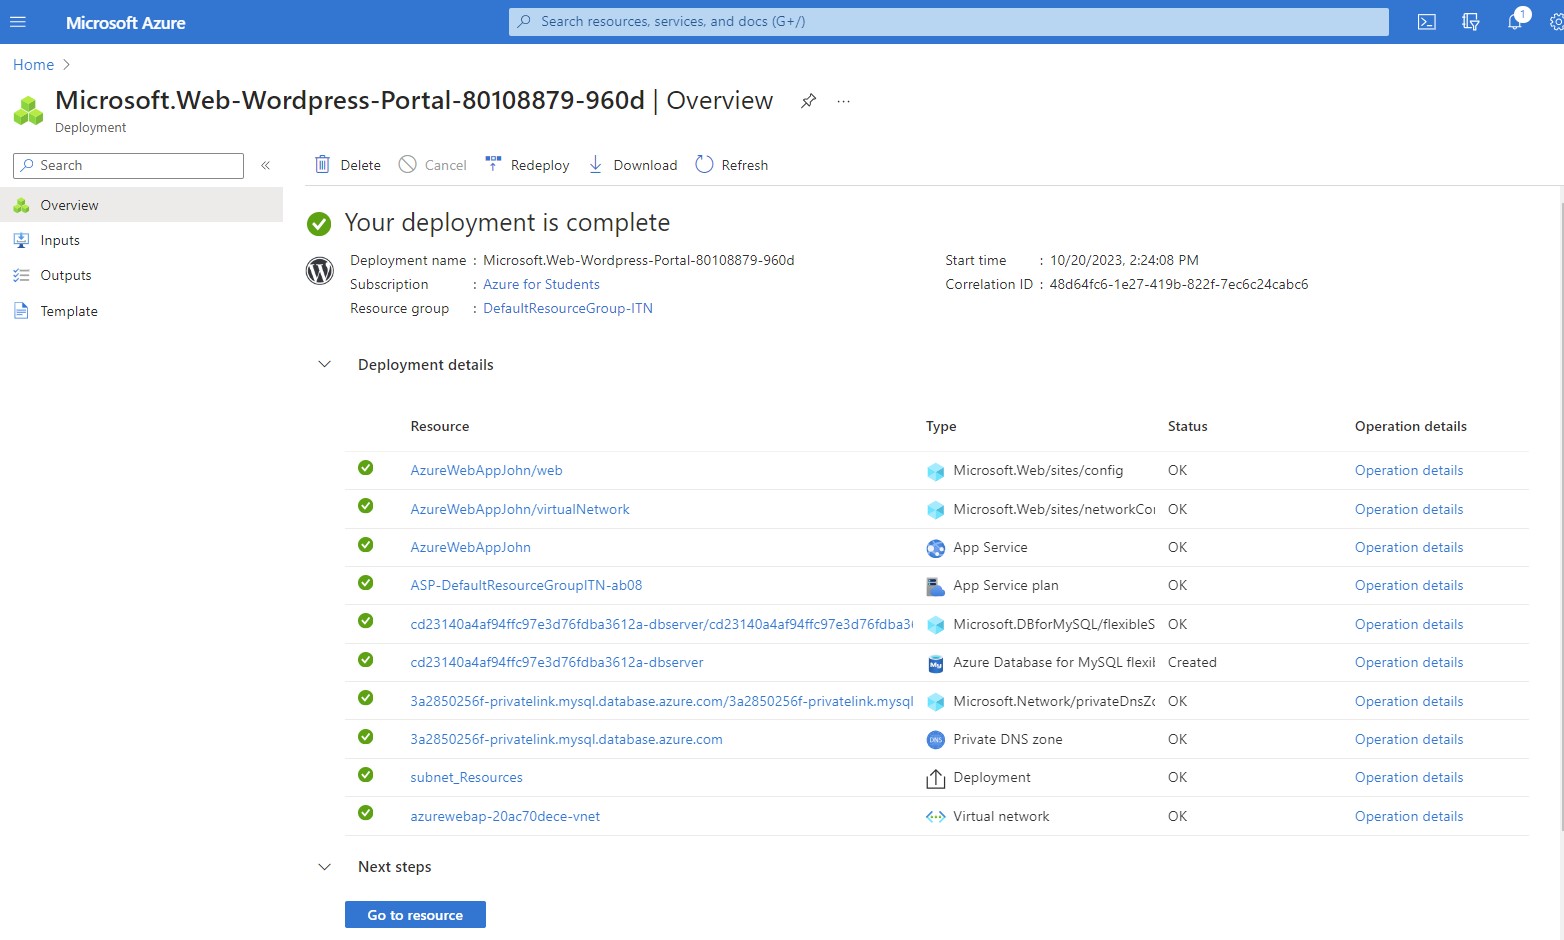 Microsoft Azure
Search resources, services, and docs (G+/)
1
Home
Microsoft.Web-Wordpress-Portal-80108879-960d | Overview
Deployment
Search
Overview
Inputs
Outputs
Template
Delete Cancel Redeploy Download Refresh
Your deployment is complete
Deployment name : Microsoft.Web-Wordpress-Portal-80108879-960d
Subscription : Azure for Students
Resource group : DefaultResourceGroup-ITN
Start time : 10/20/2023, 2:24:08 PM
Correlation ID : 48d64fc6-1e27-419b-822f-7ec6c24cabc6
Deployment details
Resource Type Status Operation details
AzureWebAppJohn/web Microsoft.Web/sites/config OK Operation details
AzureWebAppJohn/virtualNetwork Microsoft.Web/sites/networkCo OK Operation details
AzureWebAppJohn App Service OK Operation details
ASP-DefaultResourceGroupITN-ab08 App Service plan OK Operation details
cd23140a4af94ffc97e3d76fdba3612a-dbserver/cd23140a4af94ffc97e3d76fdba3 Microsoft.DBforMySQL/flexibleS OK Operation details
cd23140a4af94ffc97e3d76fdba3612a-dbserver Azure Database for MySQL flexi Created Operation details
3a2850256f-privatelink.mysql.database.azure.com/3a2850256f-privatelink.mysql Microsoft.Network/privateDnsZ OK Operation details
3a2850256f-privatelink.mysql.database.azure.com DNS Private DNS zone OK Operation details
subnet_Resources Deployment OK Operation details
azurewebap-20ac70dece-vnet Virtual network OK Operation details
Next steps
Go to resource